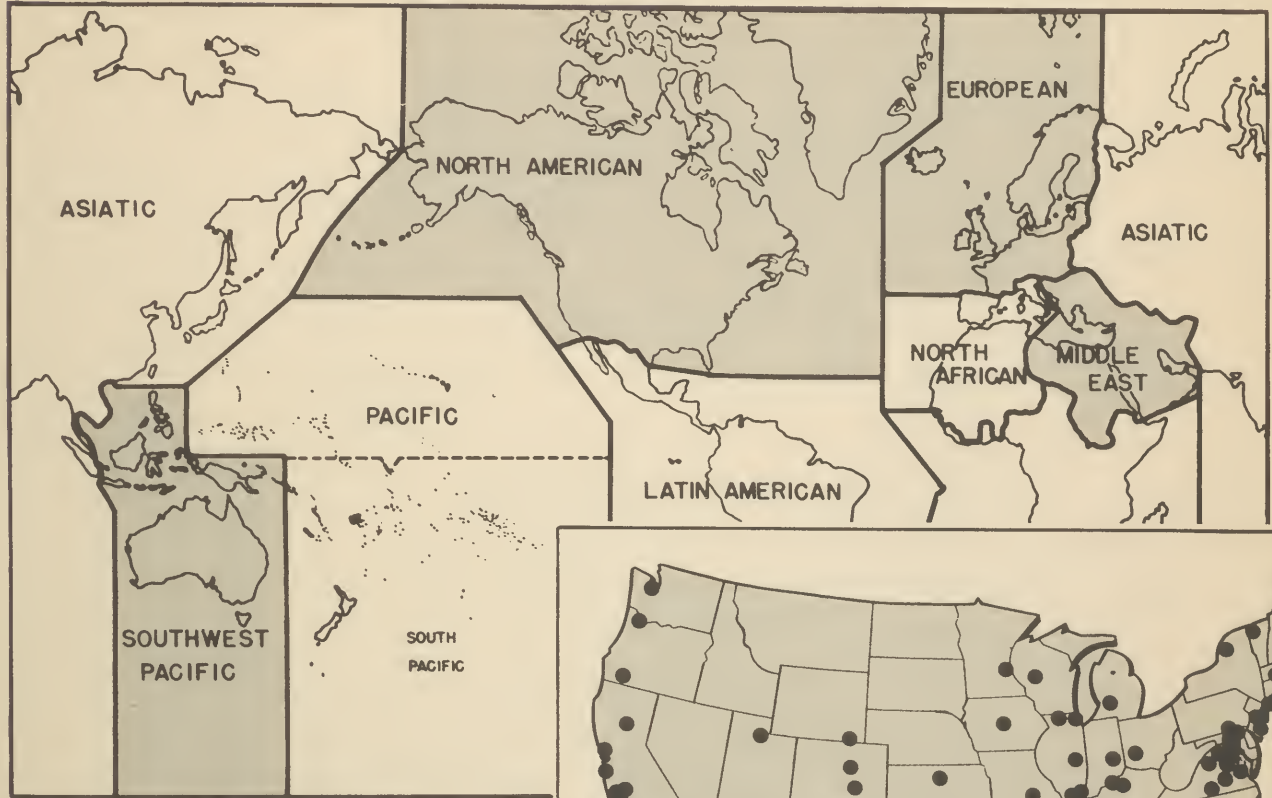 EUROPEAN
NORTH AMERICAN
ASIATIC
ASIATIC
NORTH
AFRICAN
MIDDLE
EAST
PACIFIC
LATIN AMERICAN
SOUTHWEST
PACIFIC
SOUTH
PACIFIC